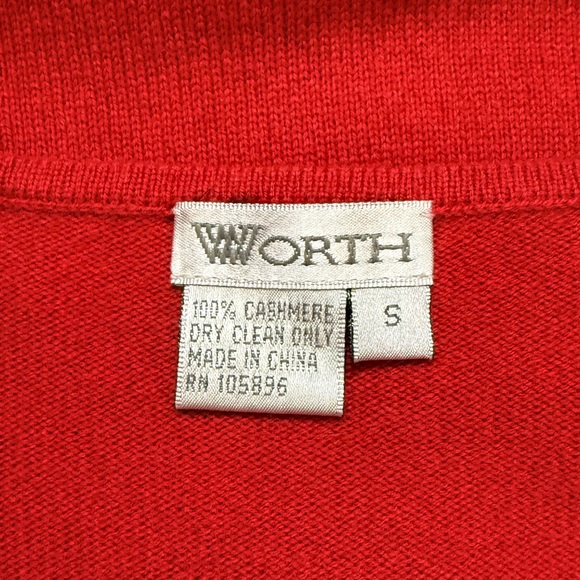 WORTH
100% CASHMERE
DRY CLEAN ONLY
MADE IN CHINA
RN 105896
S